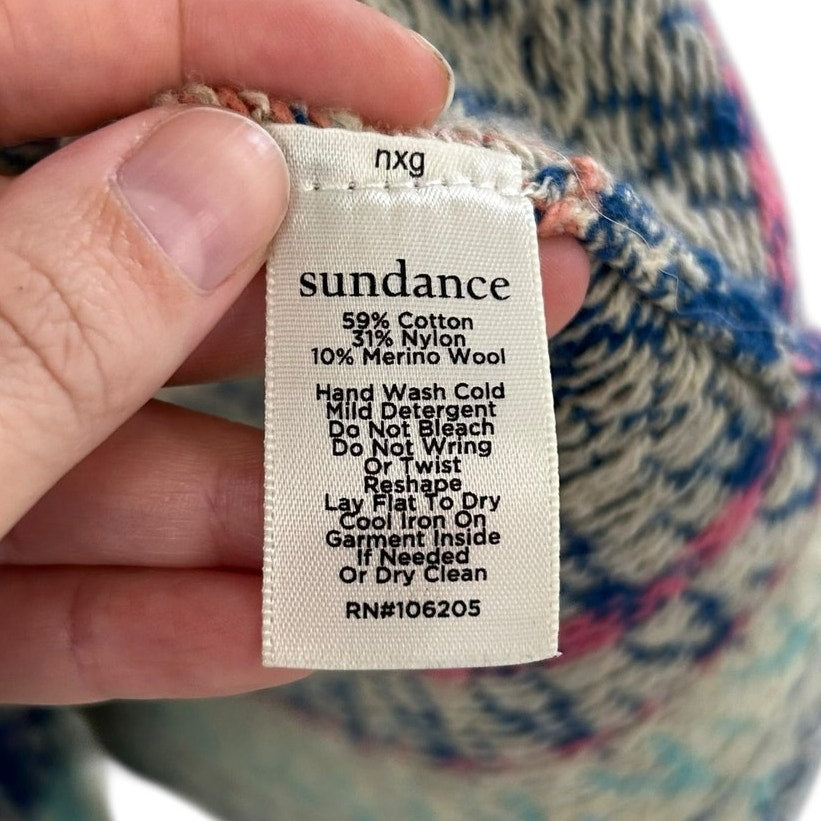 nxg
sundance
59% Cotton
31% Nylon
10% Merino Wool
Hand Wash Cold
Mild Detergent
Do Not Bleach
Do Not Wring
Or Twist
Reshape
Lay Flat To Dry
Cool Iron On
Garment Inside
If Needed
Or Dry Clean
RN#106205